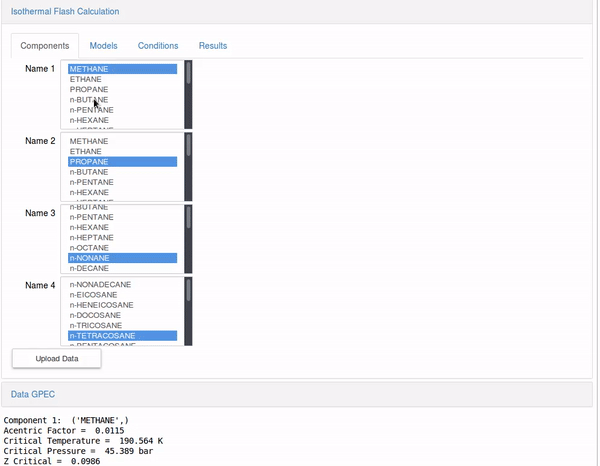 Isothermal Flash Calculation
Components Models Conditions Results
Name 1
METHANE
ETHANE
PROPANE
n-BUTANE
n-PENTANE
n-HEXANE
n-HEPTANE
Name 2
METHANE
ETHANE
PROPANE
n-BUTANE
n-PENTANE
n-HEXANE
Name 3
n-BUTANE
n-PENTANE
n-HEXANE
n-HEPTANE
n-OCTANE
n-NONANE
n-DECANE
Name 4
n-NONADECANE
n-EICOSANE
n-HENEICOSANE
n-DOCOSANE
n-TRICOSANE
n-TETRACOSANE
n-PENTACOSANE
Upload Data
Data GPEC
Component 1: ('METHANE',)
Acentric Factor = 0.0115
Critical Temperature = 190.564 K
Critical Pressure = 45.389 bar
Z Critical = 0.0986